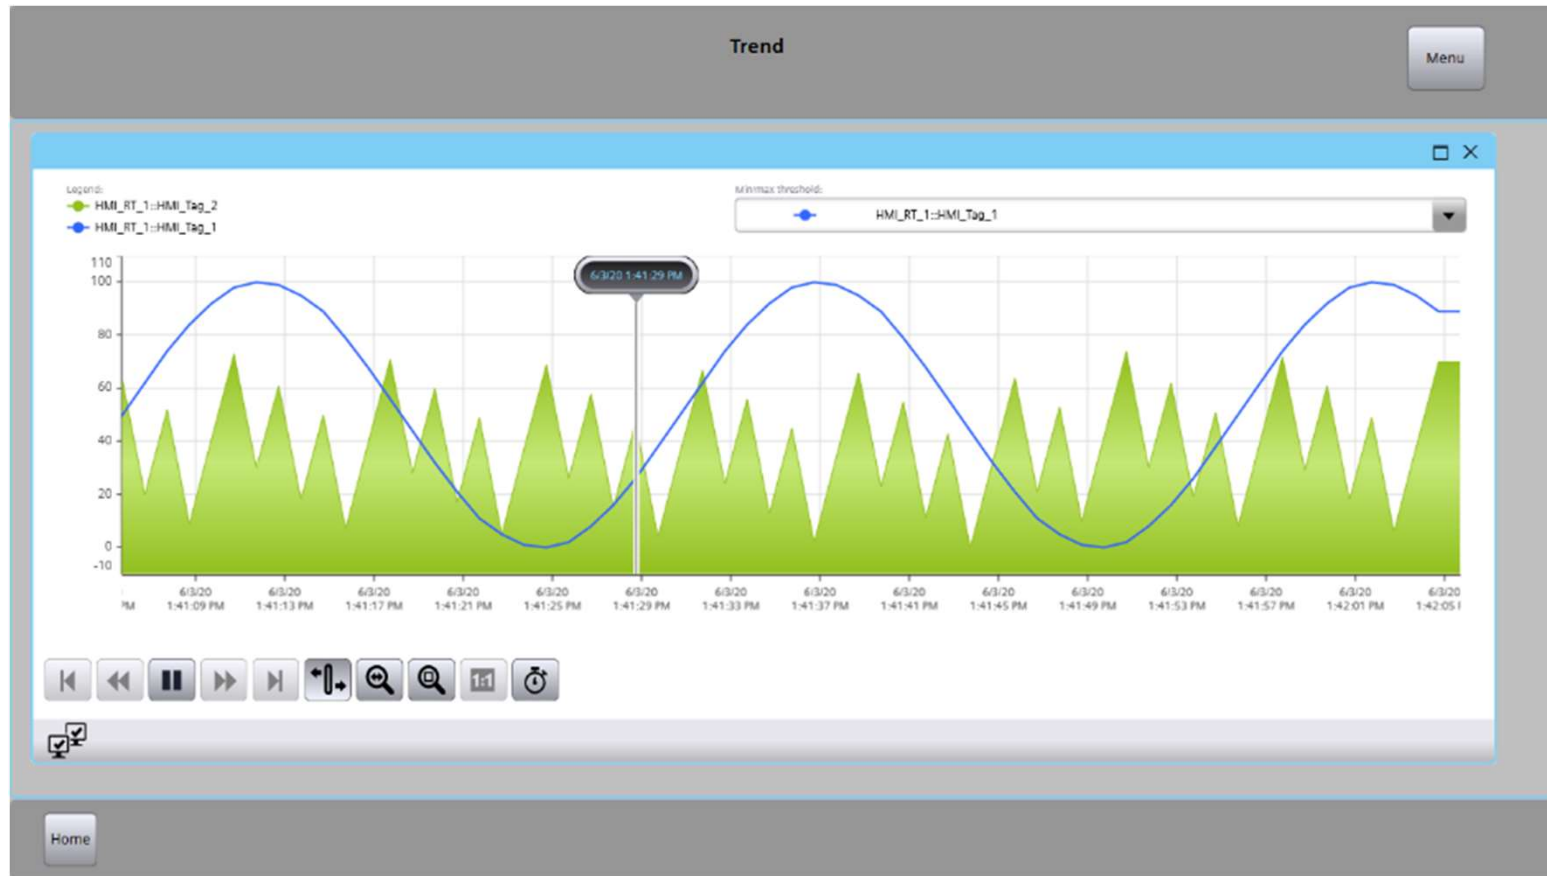 Trend
Menu
Legend:
HMI_RT_1::HMI_Tag_2
HMI_RT_1::HMI_Tag_1
Minmax threshold:
HMI_RT_1::HMI_Tag_1
6/3/20 1:41:29 PM
110
100
80
60
40
20
0
-10
6/3/20 6/3/20 6/3/20 6/3/20 6/3/20 6/3/20 6/3/20 6/3/20 6/3/20 6/3/20 6/3/20 6/3/20 6/3/20 6/3/20 6/3/20
PM 1:41:09 PM 1:41:13 PM 1:41:17 PM 1:41:21 PM 1:41:25 PM 1:41:29 PM 1:41:33 PM 1:41:37 PM 1:41:41 PM 1:41:45 PM 1:41:49 PM 1:41:53 PM 1:41:57 PM 1:42:01 PM 1:42:05
1:1
Home